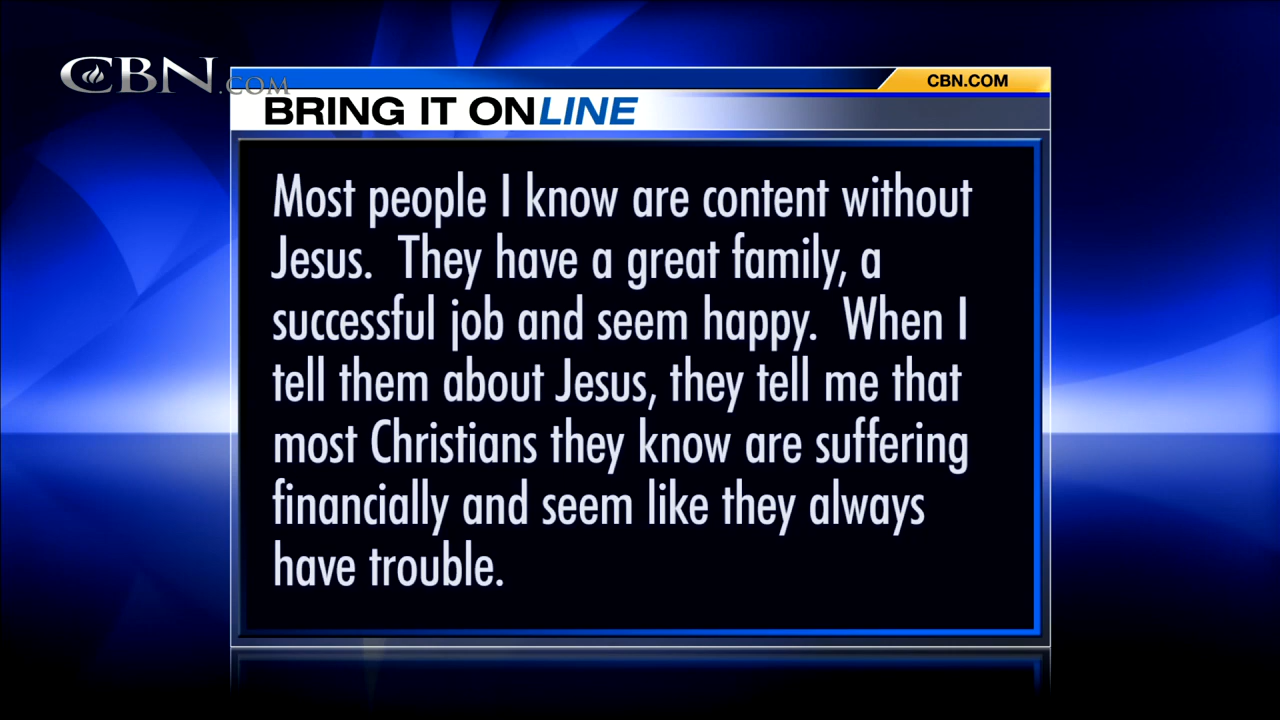 CBN.COM
CBN.COM
BRING IT ONLINE
Most people I know are content without
Jesus.  They have a great family, a
successful job and seem happy.  When I
tell them about Jesus, they tell me that
most Christians they know are suffering
financially and seem like they always
have trouble.